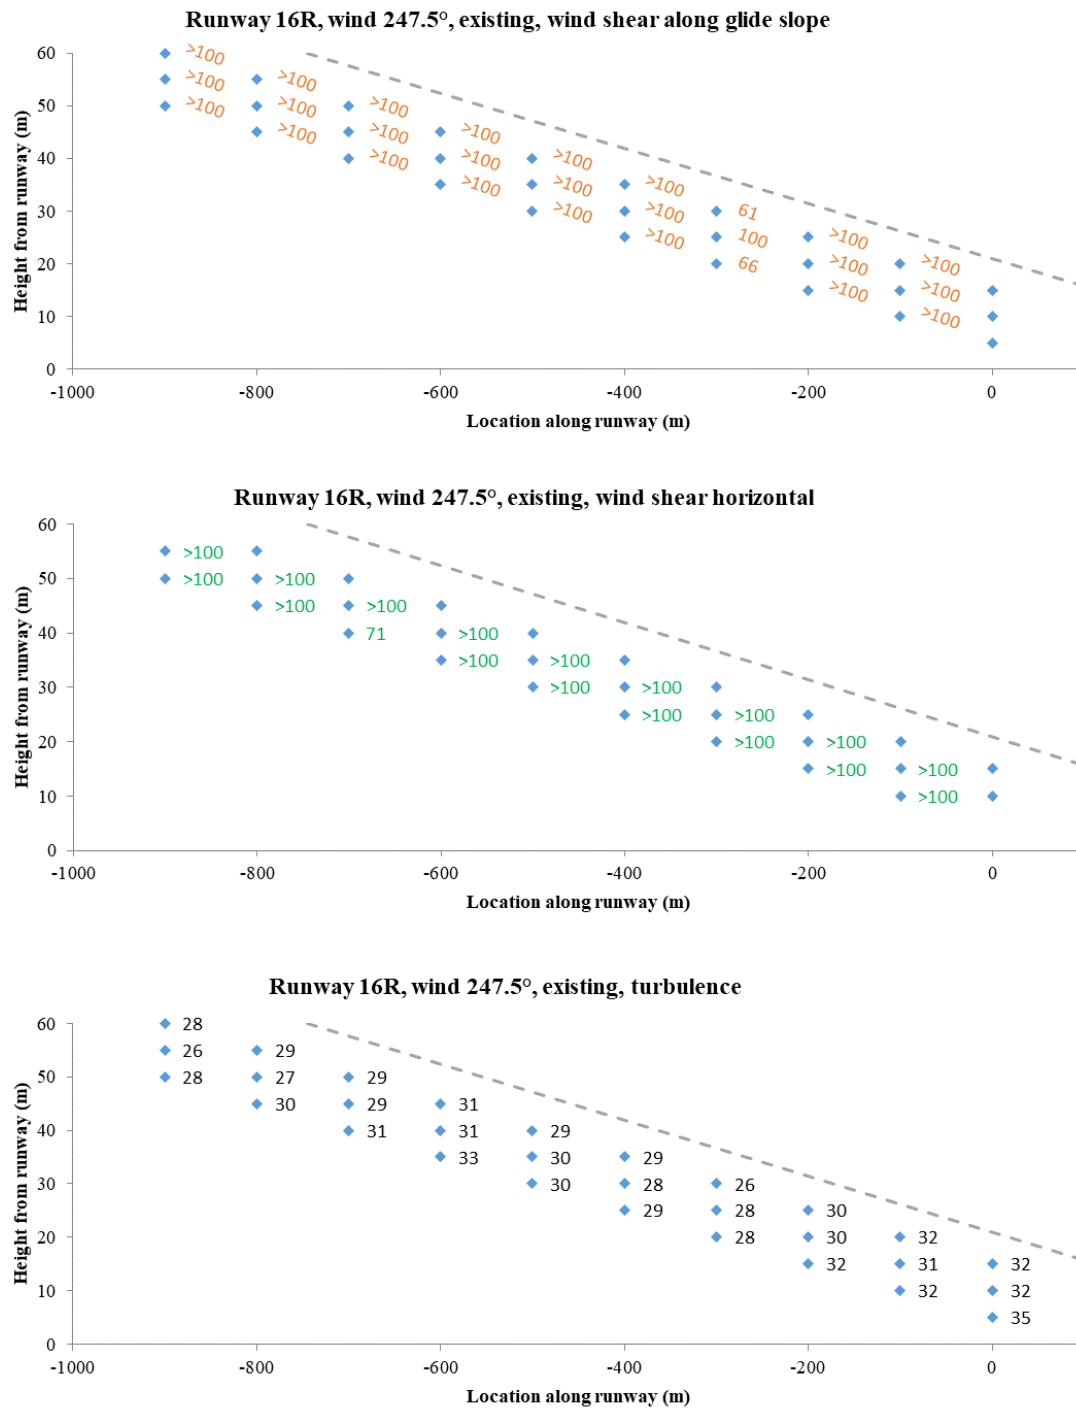 Runway 16R, wind 247.5°, existing, wind shear along glide slope
60 >100
>100 >100
50 >100 >100 >100
>100 >100 >100
40 >100 >100 >100
>100 >100 >100
30 >100 >100 61
>100 100 >100
20 66 >100 >100
>100 >100
10 >100
0
-1000 -800 -600 -400 -200 0
Height from runway (m)
Location along runway (m)
Runway 16R, wind 247.5°, existing, wind shear horizontal
60
>100
50 >100 >100
>100 >100
40 71 >100
>100 >100
30 >100 >100
>100 >100
20 >100 >100
>100 >100
10 >100
0
-1000 -800 -600 -400 -200 0
Height from runway (m)
Location along runway (m)
Runway 16R, wind 247.5°, existing, turbulence
60 28
26 29
50 28 27 29
30 29 31
40 31 31 29
33 30 29
30 30 28 26
29 28 30
20 28 30 32
32 31 32
10 32 32
35
0
-1000 -800 -600 -400 -200 0
Height from runway (m)
Location along runway (m)